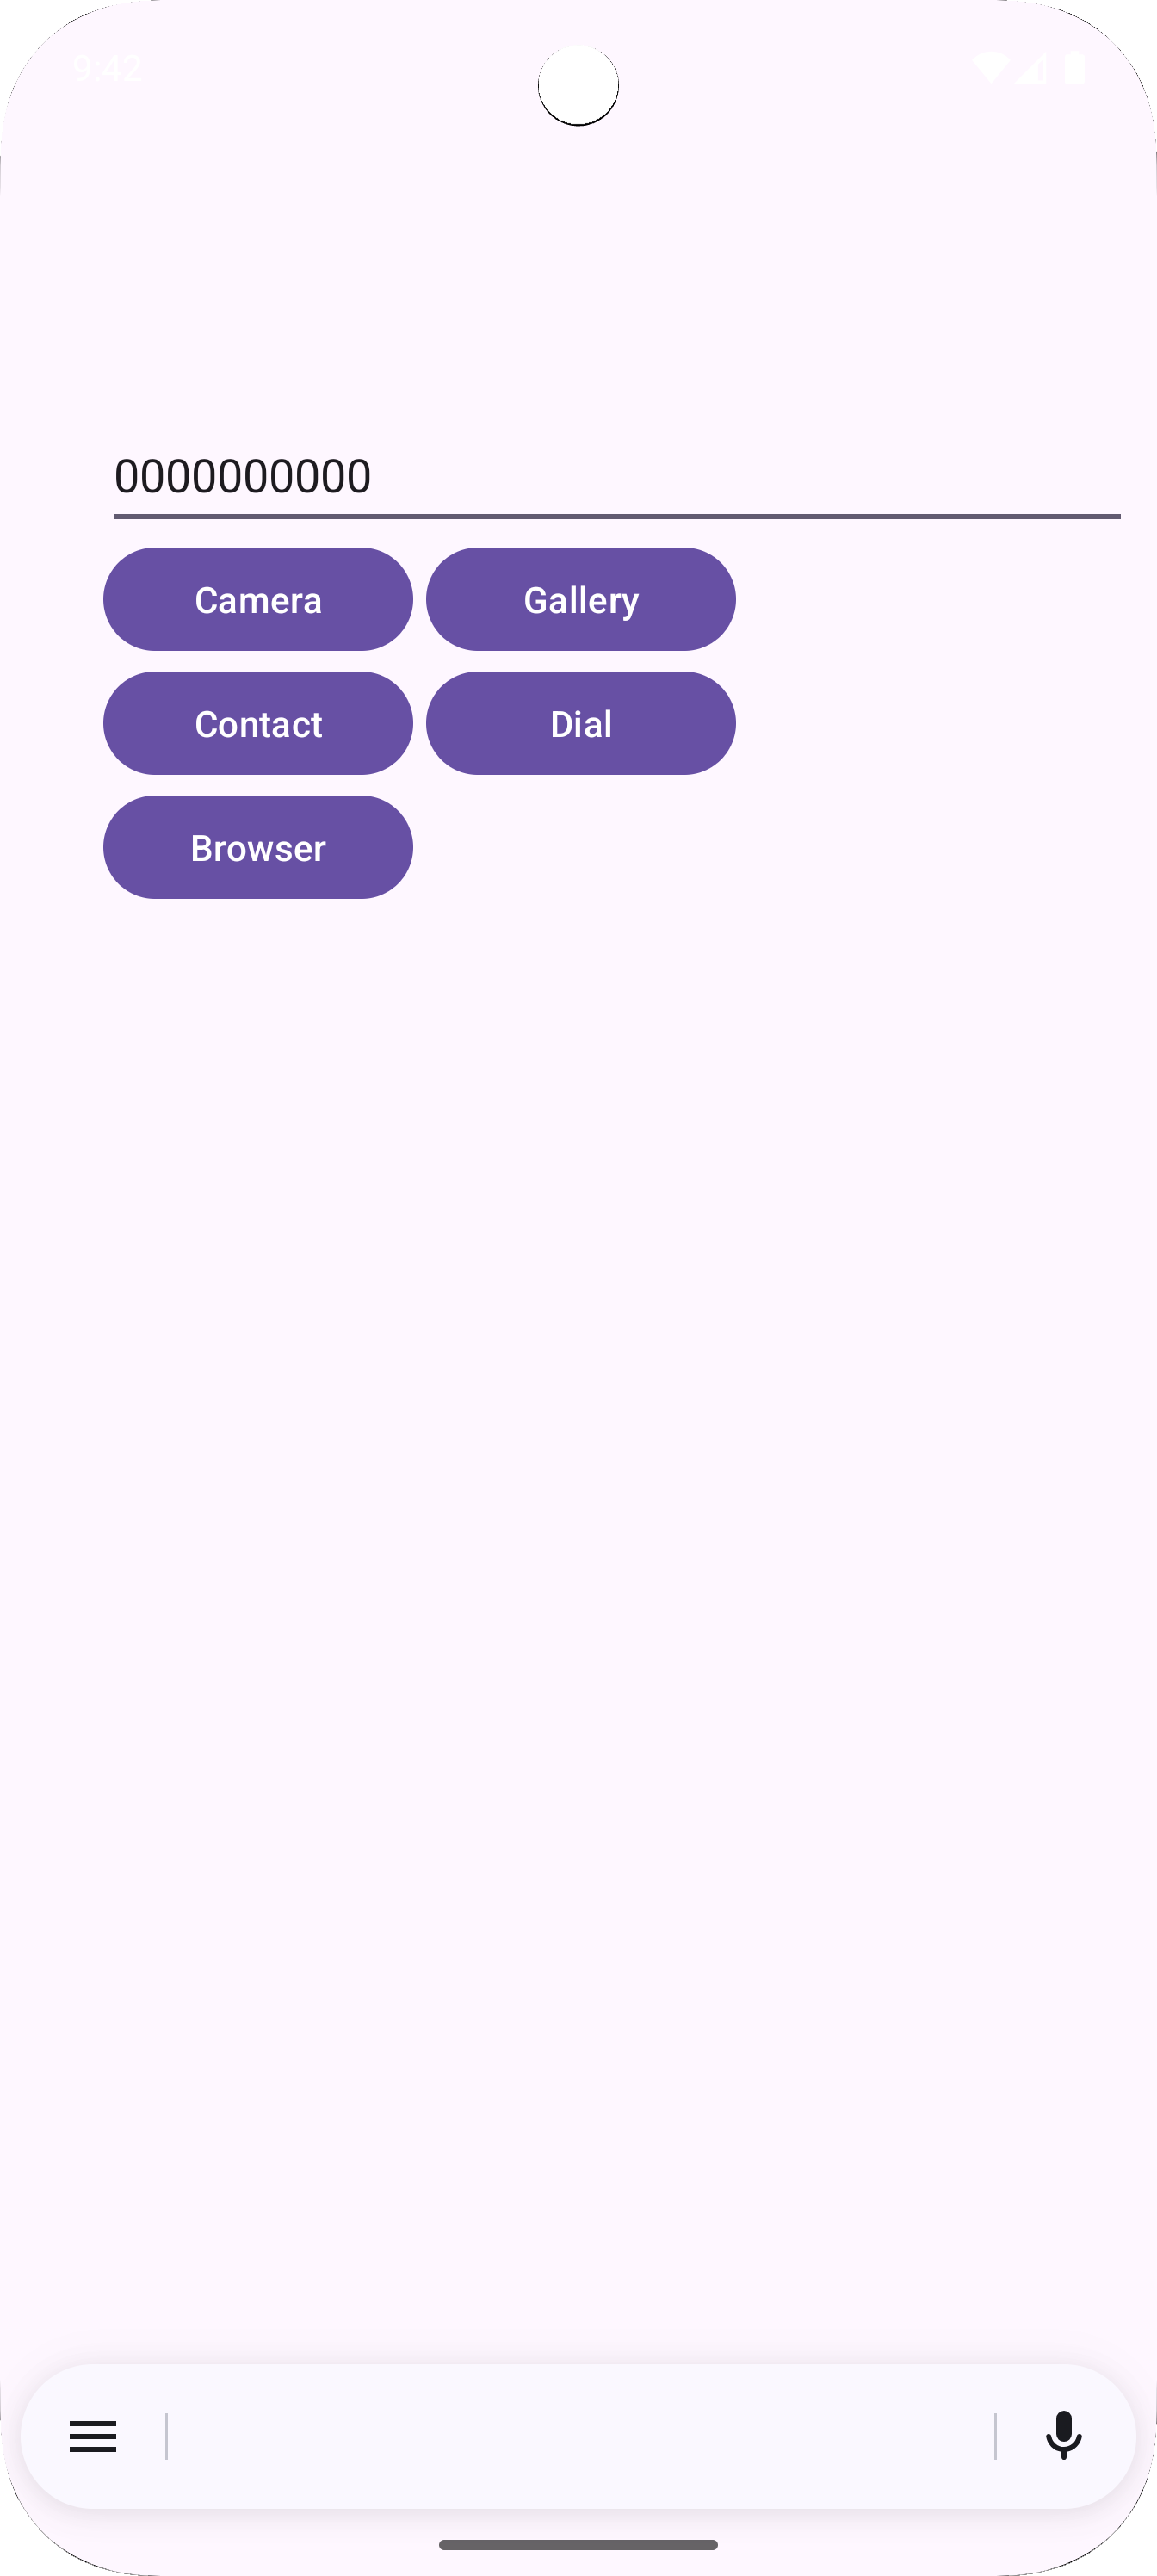 9:42
0000000000
Camera Gallery
Contact Dial
Browser